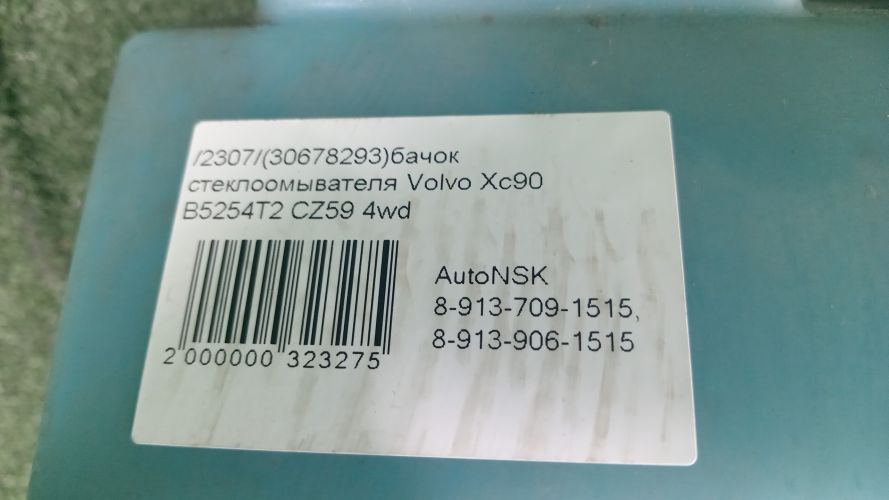 /2307/(30678293)бачок
стеклоомывателя Volvo Xc90
B5254T2 CZ59 4wd
AutoNSK
8-913-709-1515,
8-913-906-1515
2 000000 323275